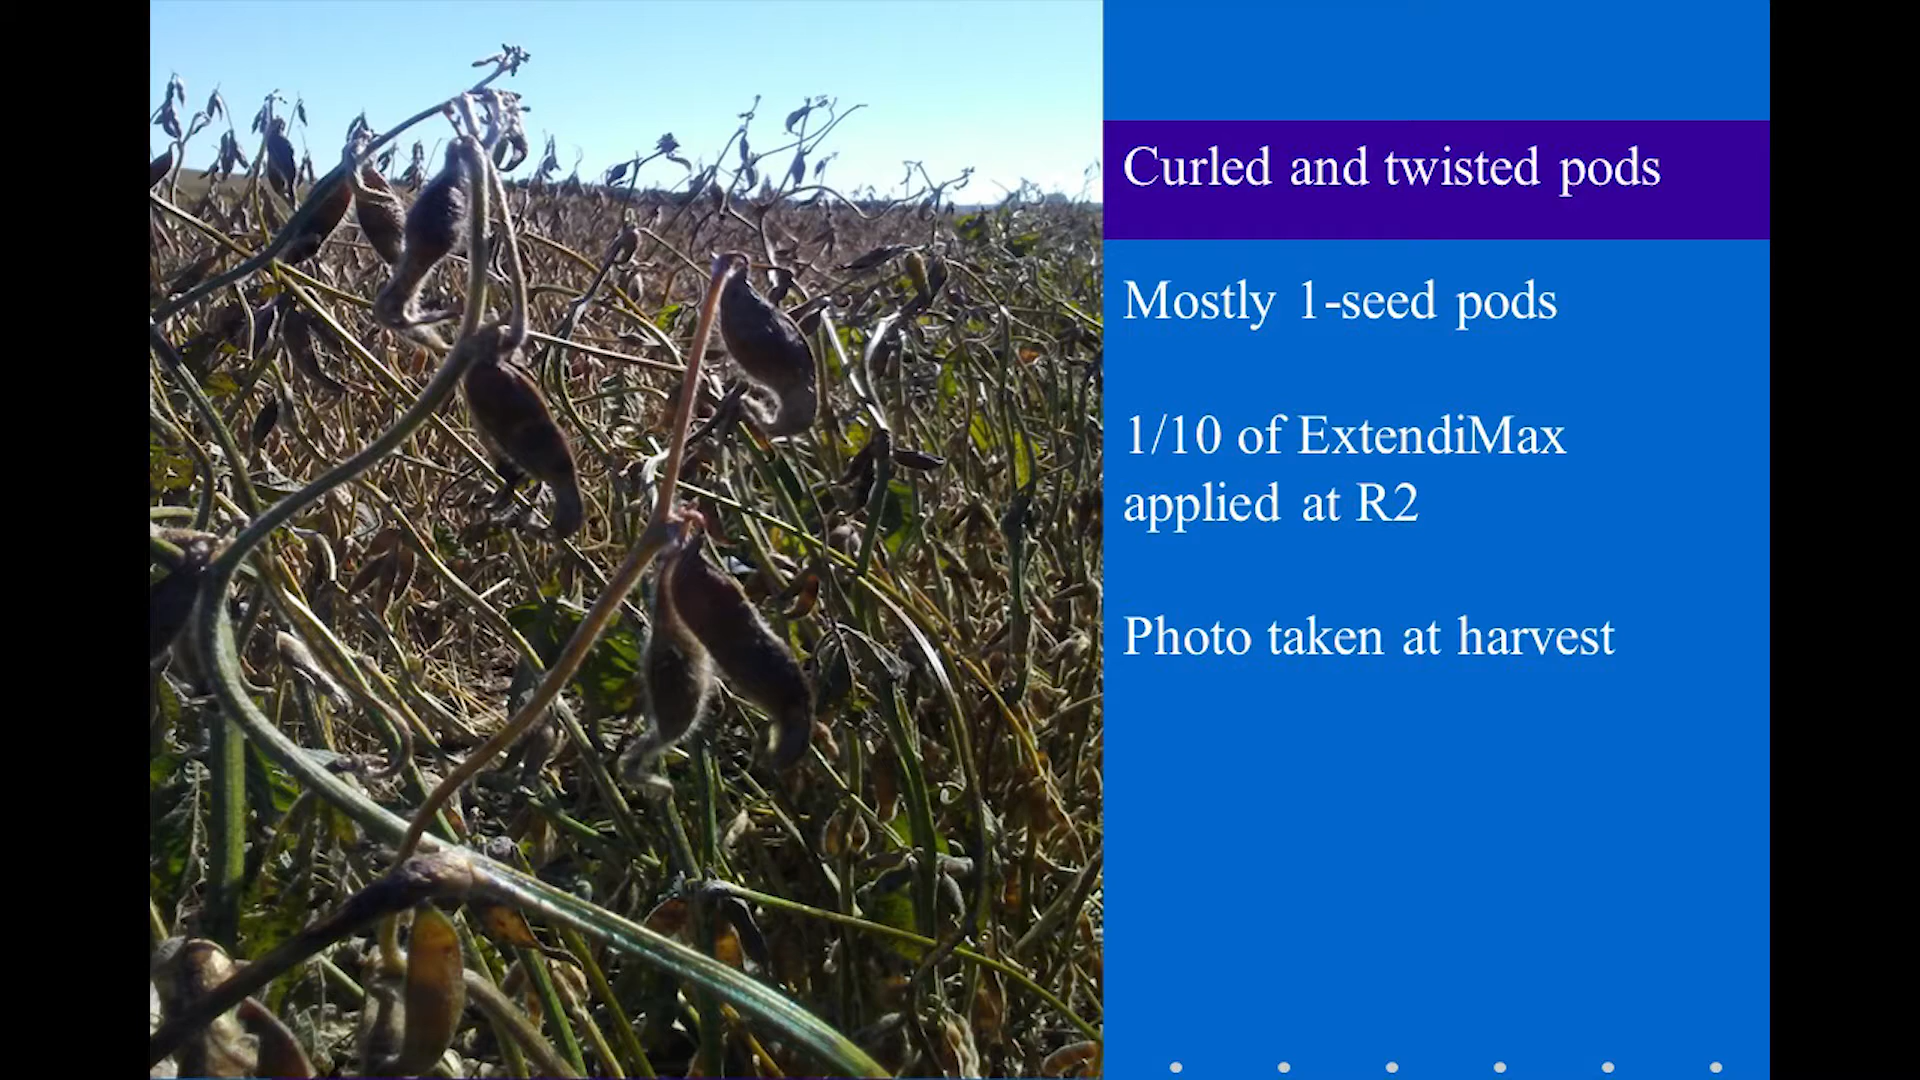 Curled and twisted pods
Mostly 1-seed pods
1/10 of ExtendiMax
applied at R2
Photo taken at harvest